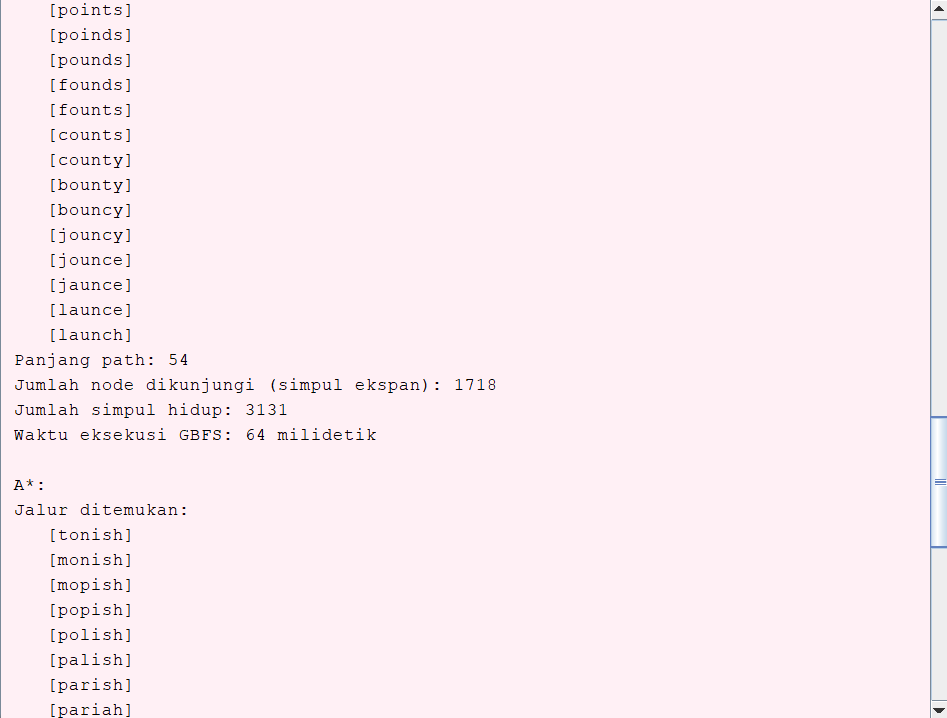 [points]
[poinds]
[pounds]
[founds]
[founts]
[counts]
[county]
[bounty]
[bouncy]
[jouncy]
[jounce]
[jaunce]
[launce]
[launch]
Panjang path: 54
Jumlah node dikunjungi (simpul ekspan): 1718
Jumlah simpul hidup: 3131
Waktu eksekusi GBFS: 64 milidetik
A*:
Jalur ditemukan:
[tonish]
[monish]
[mopish]
[popish]
[polish]
[palish]
[parish]
[pariah]